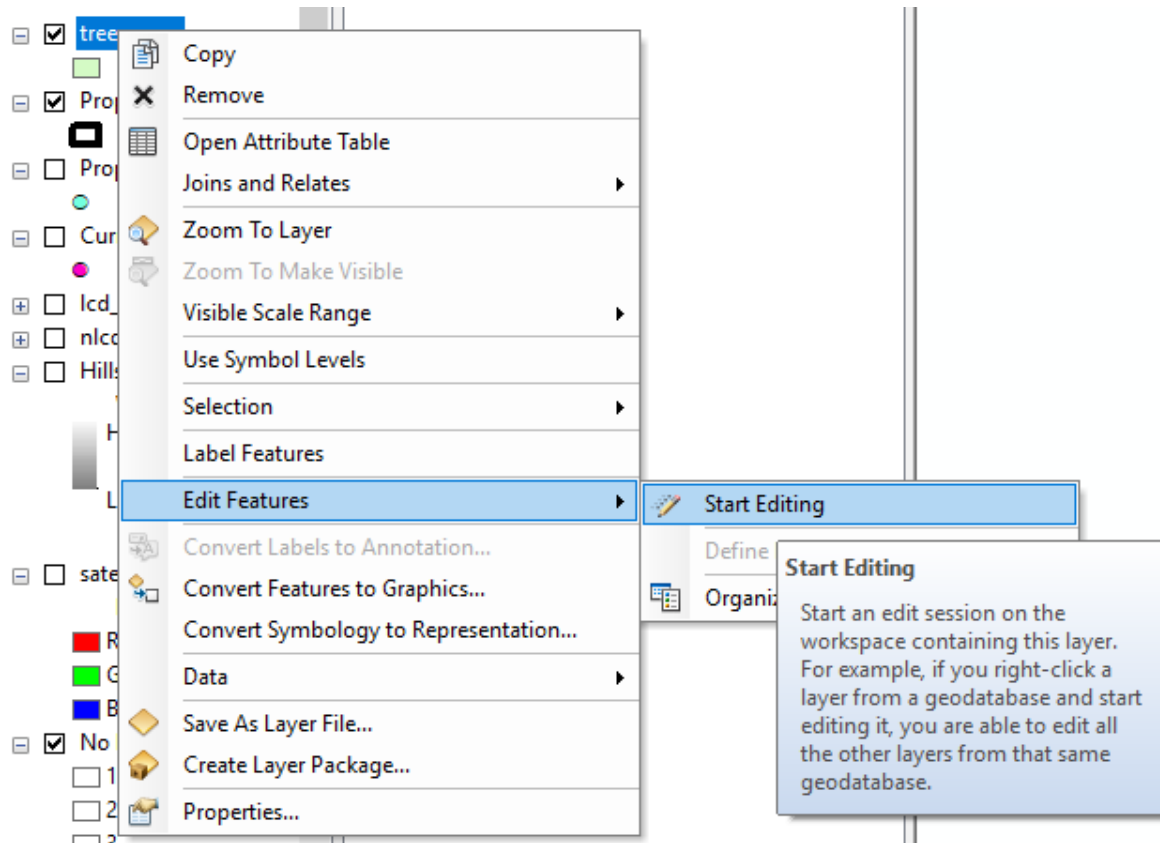 tree
Copy
Remove
Prop
Open Attribute Table
Joins and Relates
Prop
Zoom To Layer
Cur
Zoom To Make Visible
lcd_
Visible Scale Range
nlcd
Use Symbol Levels
Hills
Selection
H
Label Features
L
Edit Features
Start Editing
Convert Labels to Annotation...
Define
Start Editing
sate
Convert Features to Graphics...
Organiz
Start an edit session on the
workspace containing this layer.
For example, if you right-click a
layer from a geodatabase and start
editing it, you are able to edit all
the other layers from that same
geodatabase.
R
Convert Symbology to Representation...
G
Data
B
Save As Layer File...
No
Create Layer Package...
1
2
Properties...